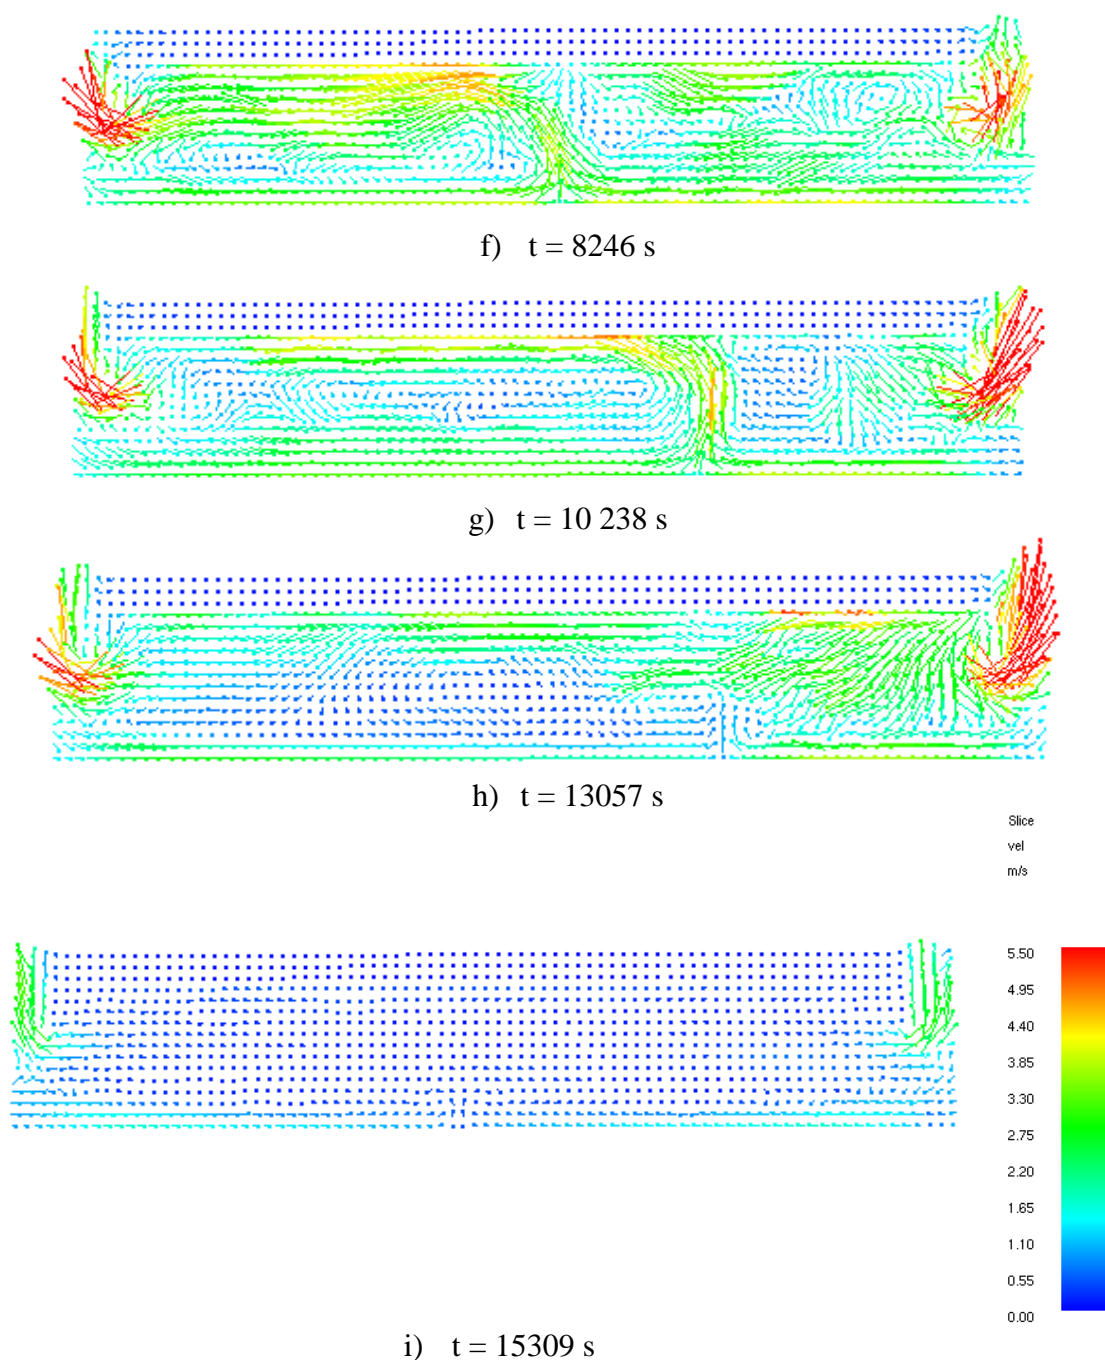 f) t = 8246 s
g) t = 10 238 s
h) t = 13057 s
Slice
vel
m/s
5.50
4.95
4.40
3.85
3.30
2.75
2.20
1.65
1.10
0.55
0.00
i) t = 15309 s